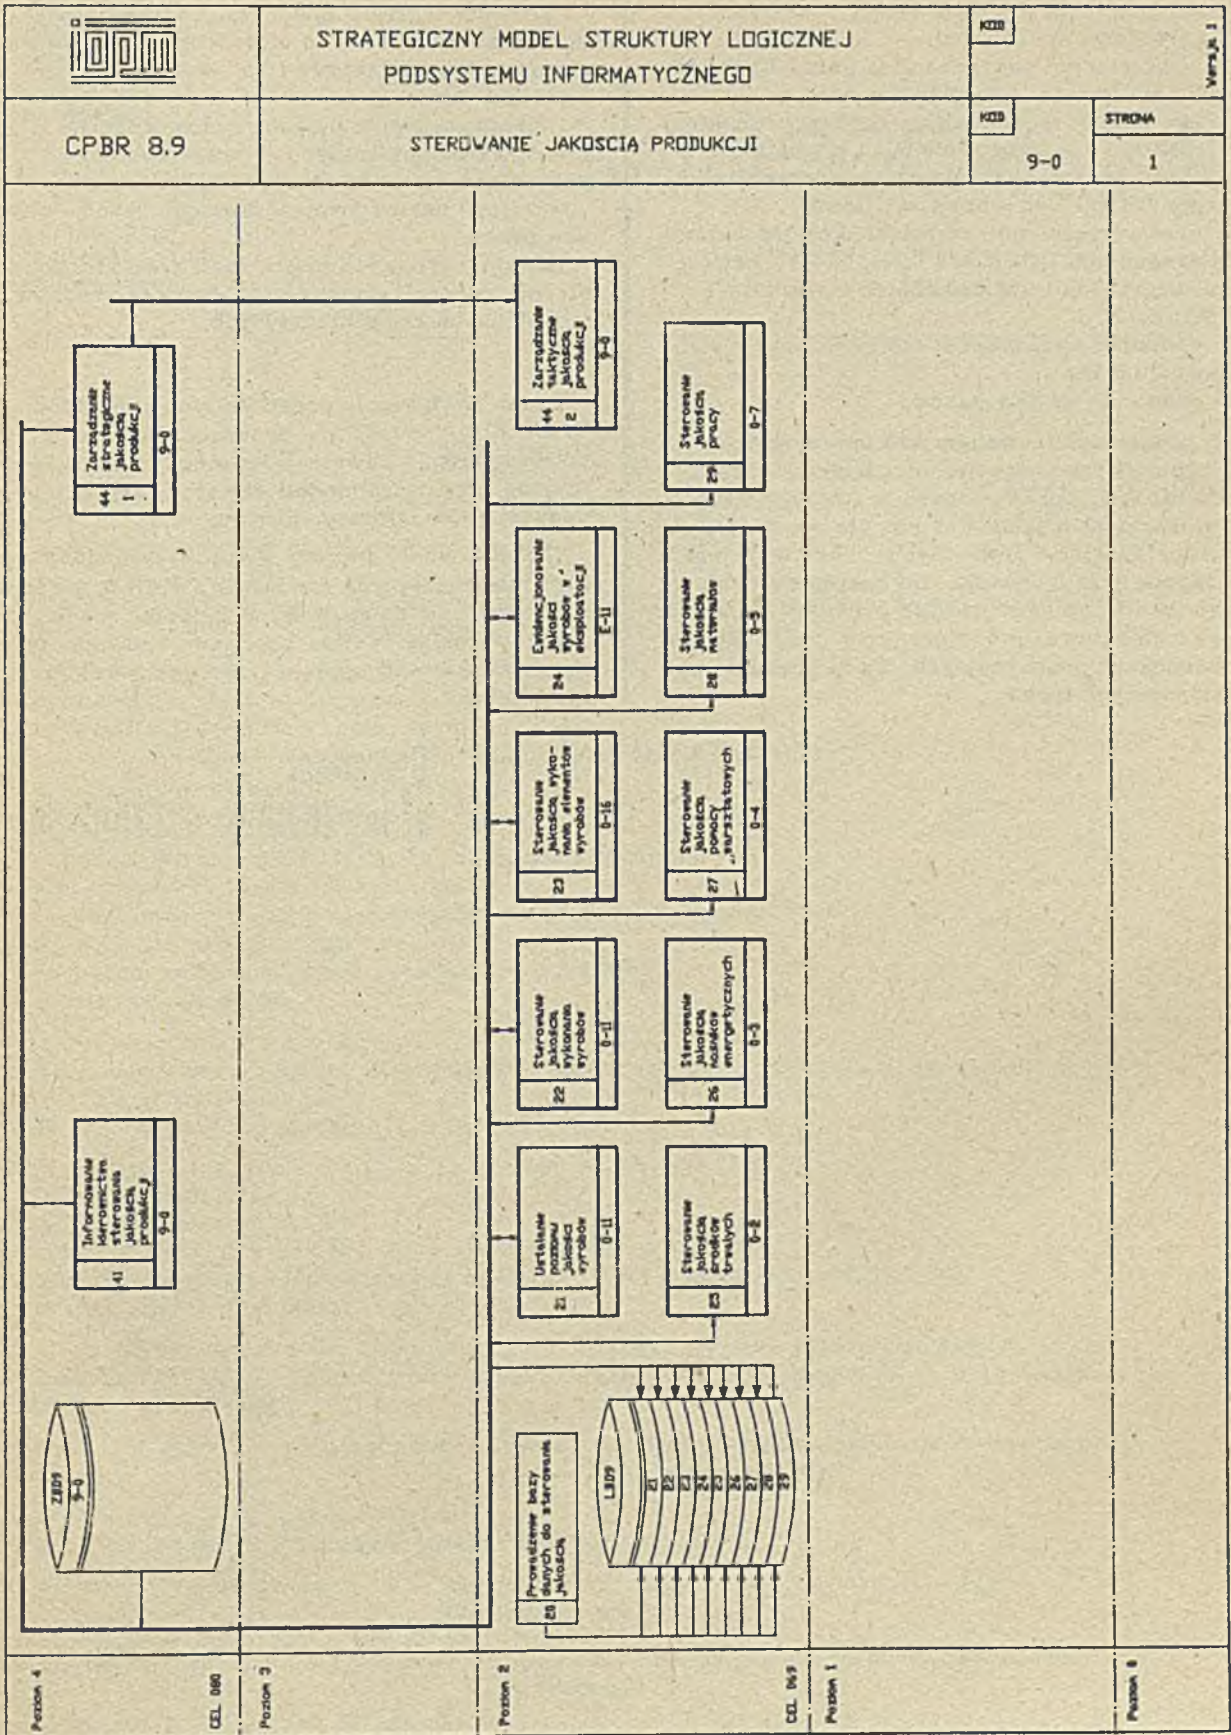 STRATEGICZNY MODEL STRUKTURY LOGICZNEJ
PODSYSTEMU INFORMATYCZNEGO
KOD
Wersja 1
CPBR 8.9
STEROWANIE JAKOSCIĄ PRODUKCJI
KOD
9-0
STRONA
1
Poziom 4
CEL 080
ZBD9
9-0
41
Informowanie
kierownictwa
sterowania
jakością
produkcji
9-0
44
1
Zarządzanie
strategiczne
jakością
produkcji
9-0
Poziom 3
Poziom 2
CEL 069
20
Prowadzenie bazy
danych do sterowania
jakością
LBD9
21
22
23
24
25
26
27
28
29
21
Ustalanie
poziomu
jakości
wyrobów
0-11
22
Sterowanie
jakością
wykonania
wyrobów
0-11
23
Sterowanie
jakością wyko-
nania elementów
wyrobów
0-16
24
Ewidencjonowanie
jakości
wyrobów w
eksploatacji
E-11
44
2
Zarządzanie
taktyczne
jakością
produkcji
9-0
25
Sterowanie
jakością
środków
trwałych
0-2
26
Sterowanie
jakością
nośników
energetycznych
0-3
27
Sterowanie
jakością
pomocy
warsztatowych
0-4
28
Sterowanie
jakością
materiałów
0-5
29
Sterowanie
jakością
pracy
0-7
Poziom 1
Poziom 0